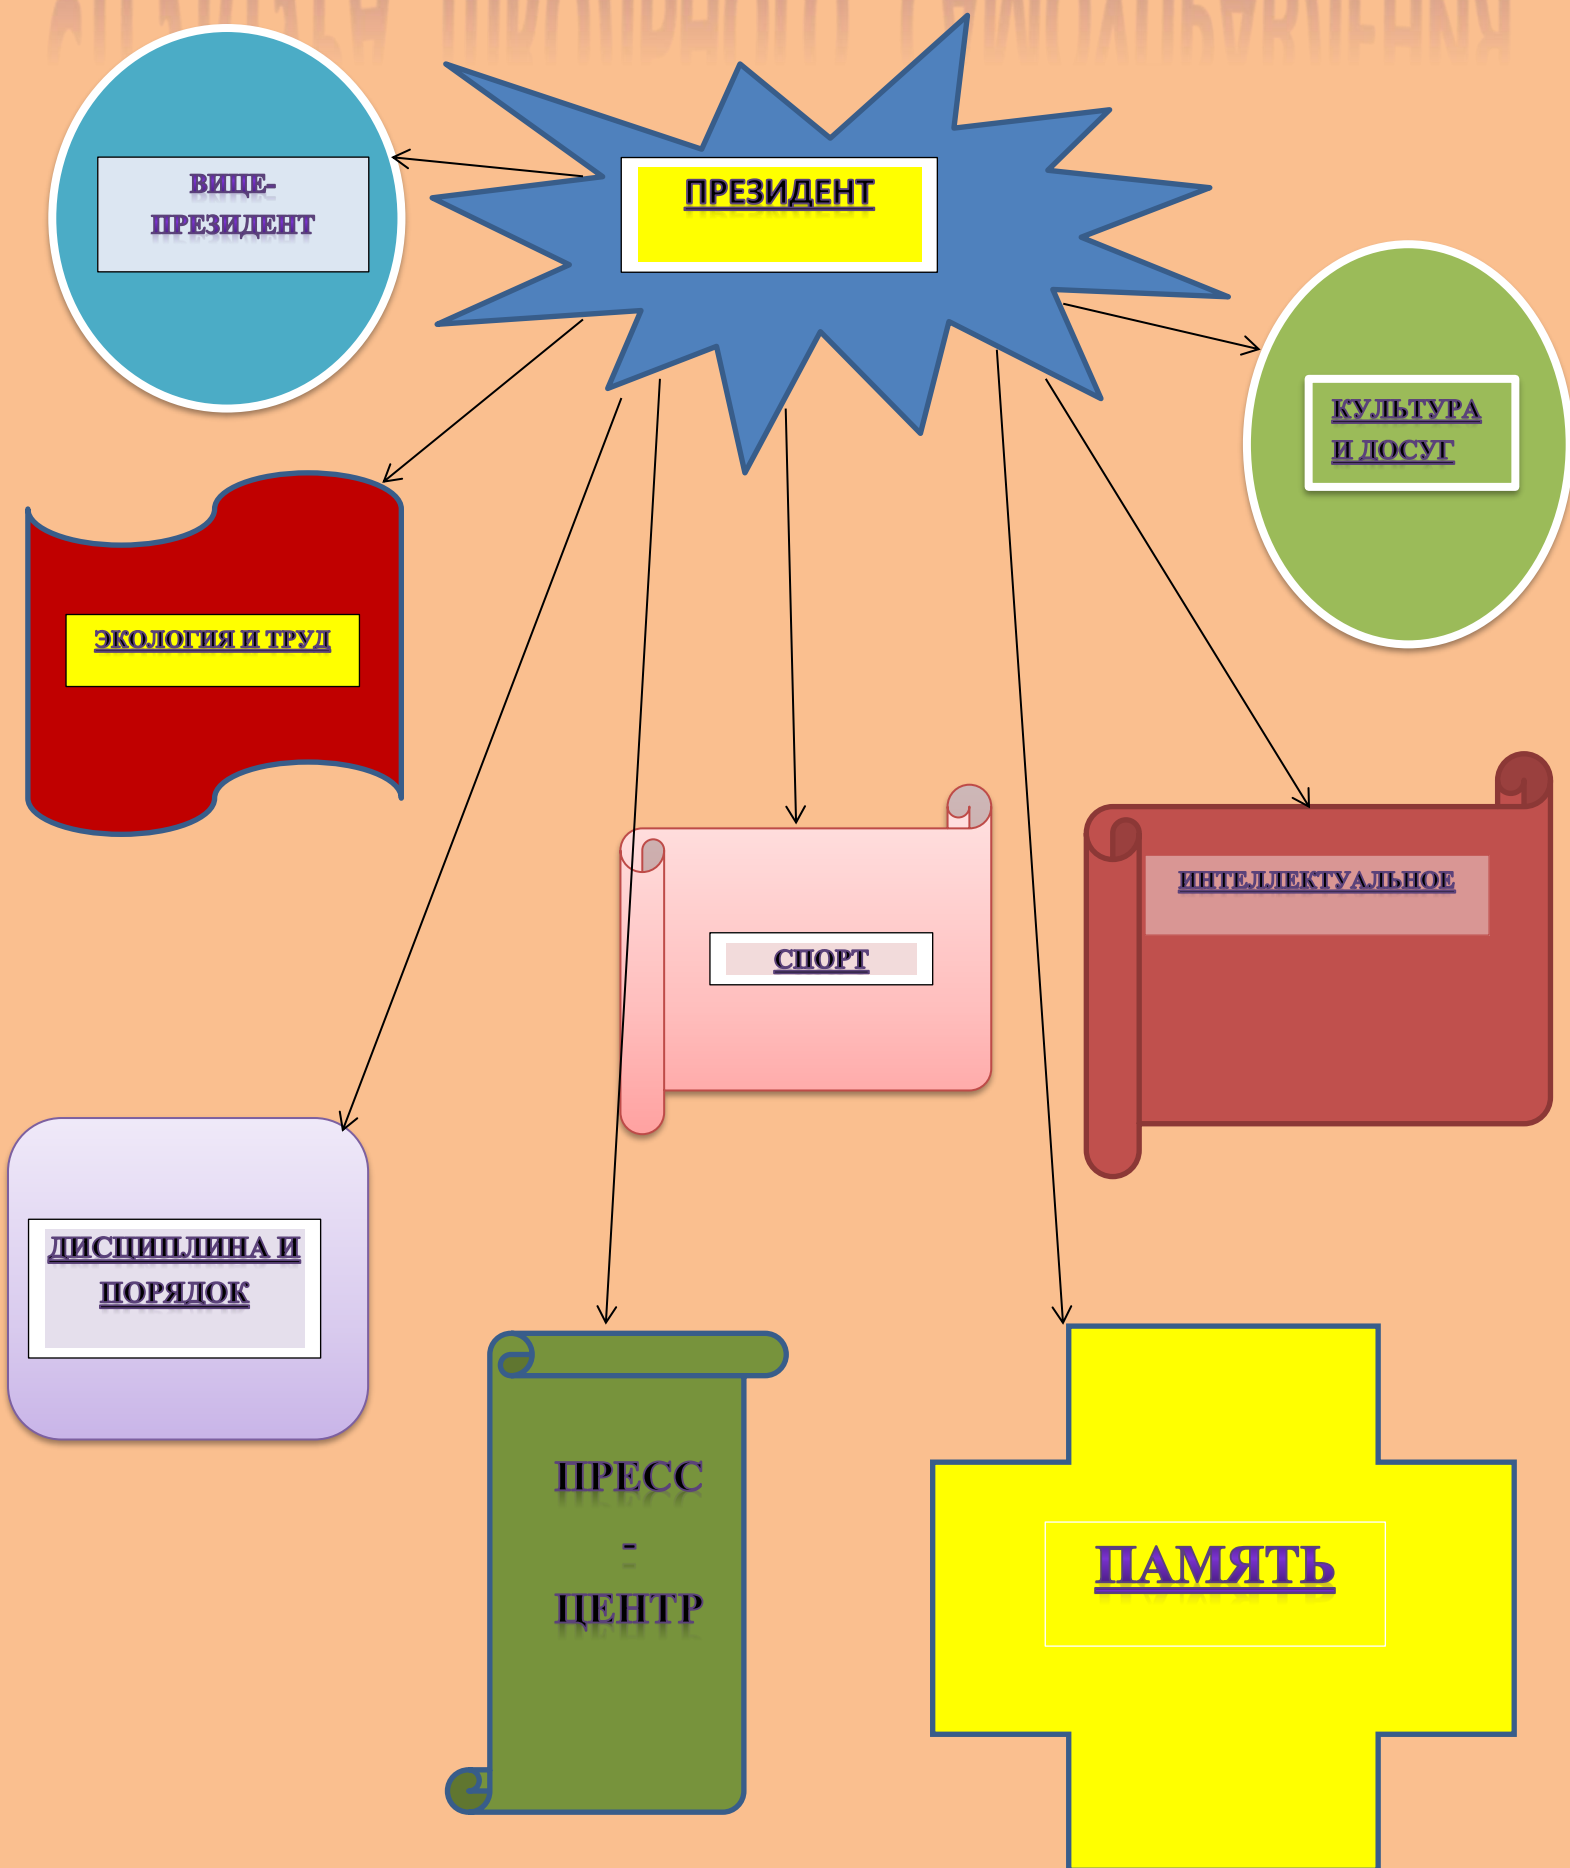 ПРЕЗИДЕНТ
ВИЦЕ-
ПРЕЗИДЕНТ
КУЛЬТУРА
И ДОСУГ
ЭКОЛОГИЯ И ТРУД
ИНТЕЛЛЕКТУАЛЬНОЕ
СПОРТ
ДИСЦИПЛИНА И
ПОРЯДОК
ПРЕСС
-
ЦЕНТР
ПАМЯТЬ